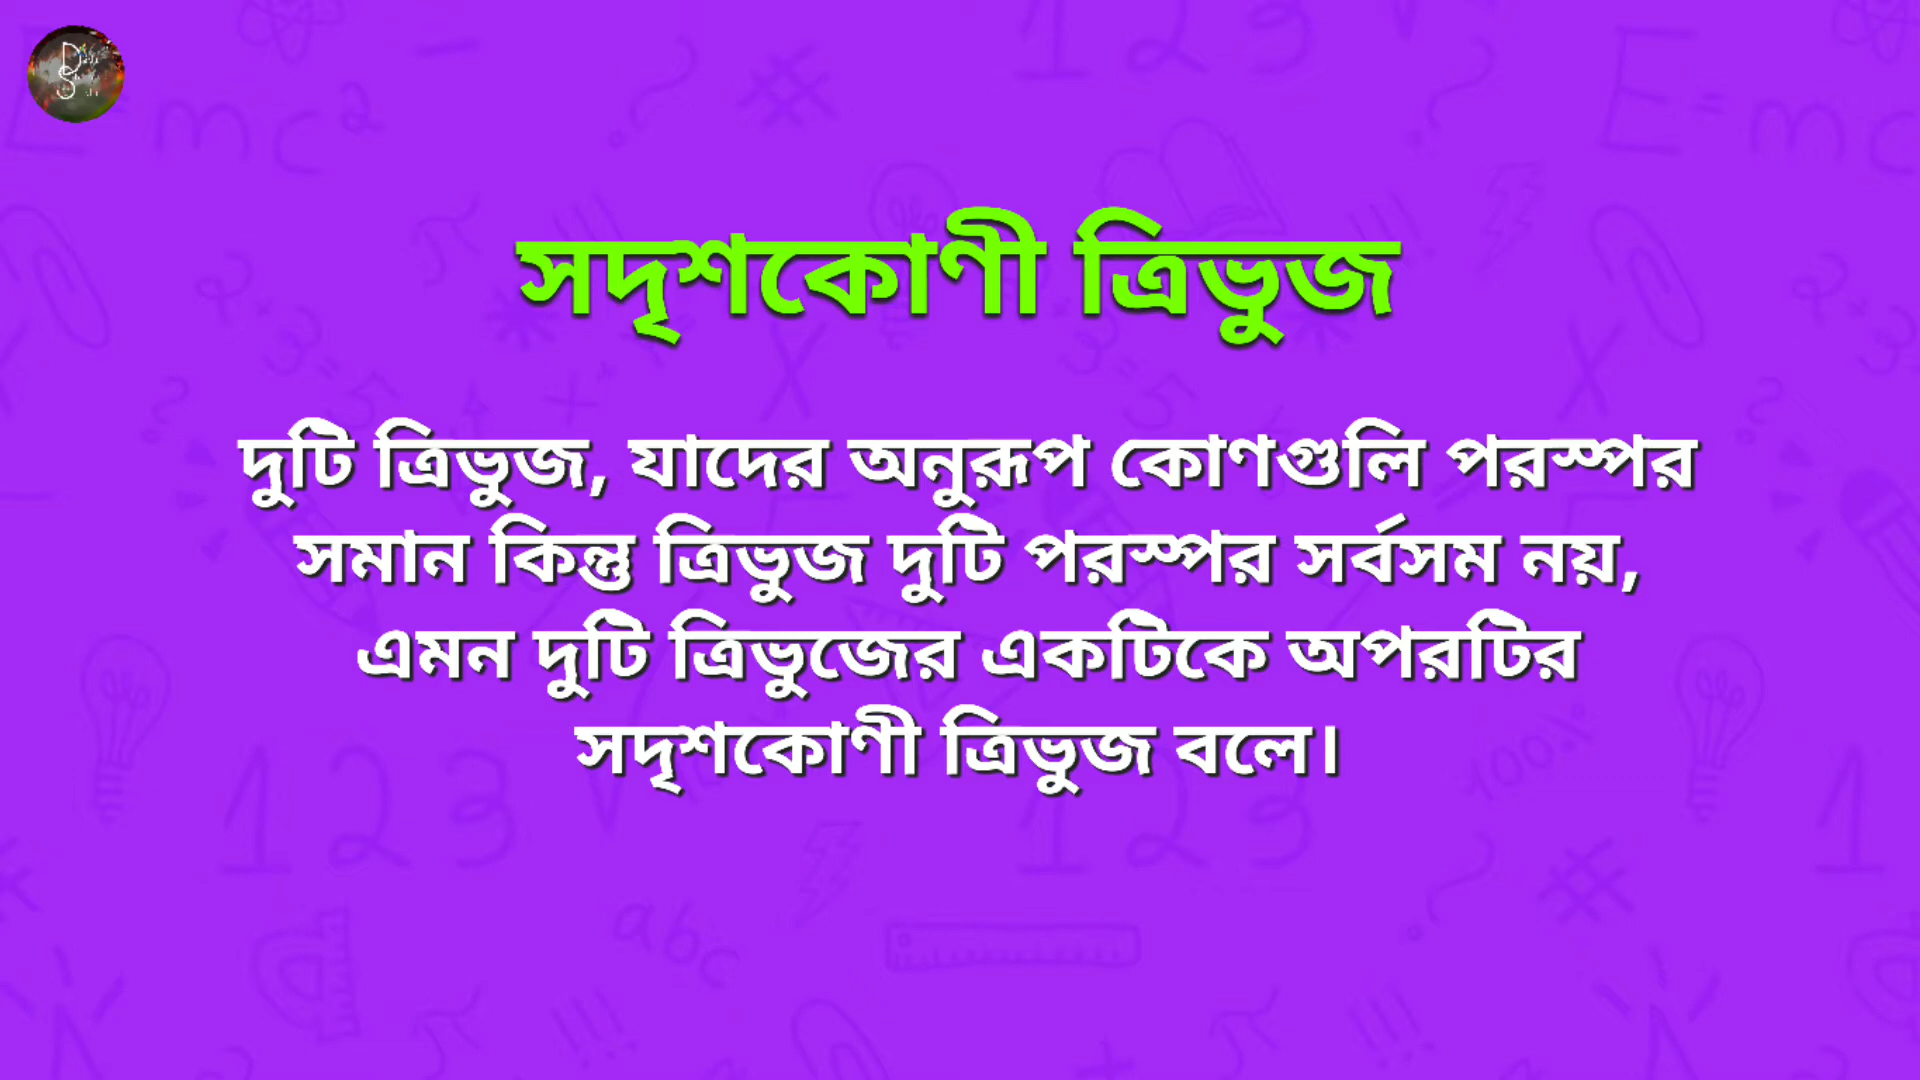 সদৃশকোণী ত্রিভুজ
দুটি ত্রিভুজ, যাদের অনুরূপ কোণগুলি পরস্পর
সমান কিন্তু ত্রিভুজ দুটি পরস্পর সর্বসম নয়,
এমন দুটি ত্রিভুজের একটিকে অপরটির
সদৃশকোণী ত্রিভুজ বলে।